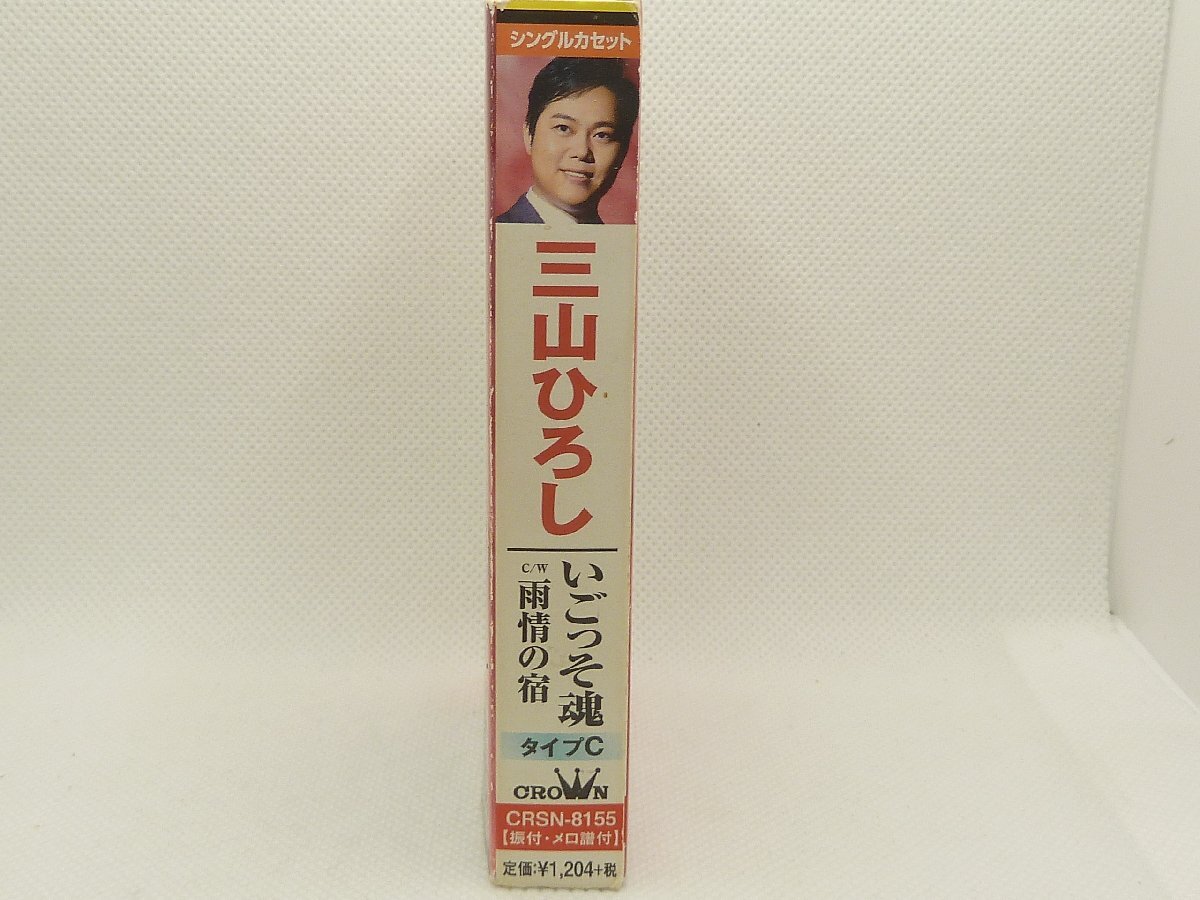 シングルカセット
三山ひろし
いごっそ魂
C/W 雨情の宿
タイプC
CROWN
CRSN-8155
【振付・メロ譜付】
定価:¥1,204+税